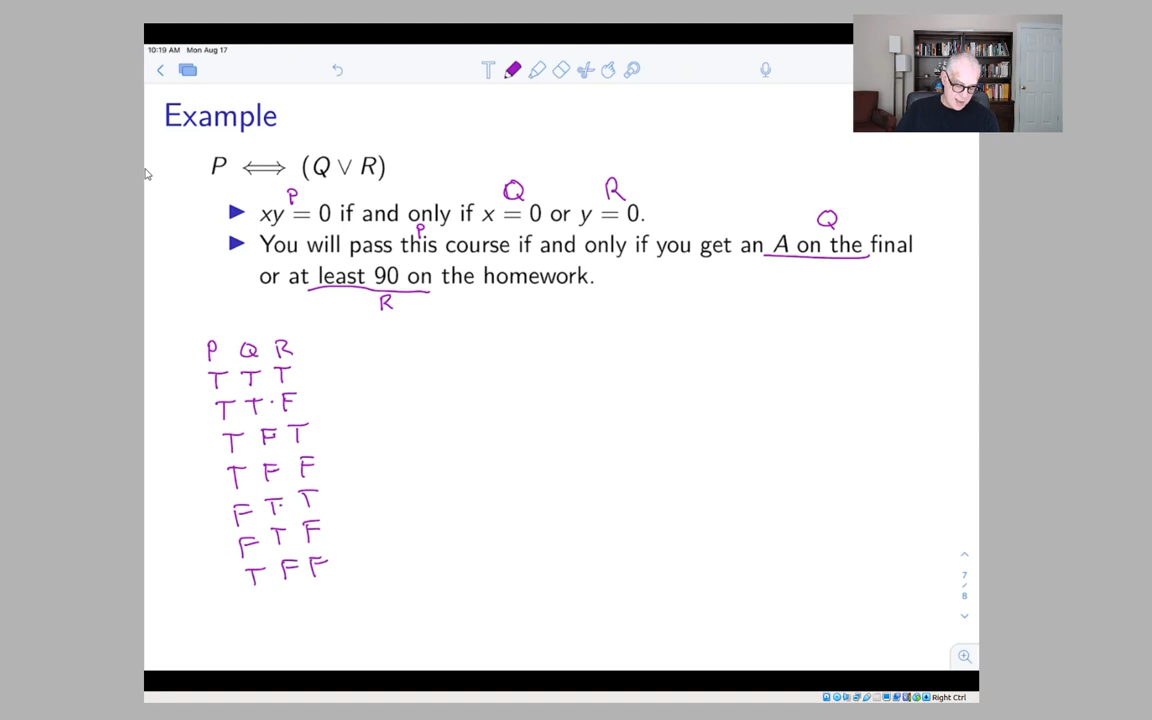 10:19 AM Mon Aug 17
Example
P ⟺ (Q ∨ R)
P Q R
▶ xy = 0 if and only if x = 0 or y = 0.
P Q
▶ You will pass this course if and only if you get an A on the final
or at least 90 on the homework.
R
P Q R
T T T
T T F
T F T
T F F
F T T
F T F
T F F
7
8
Right Ctrl